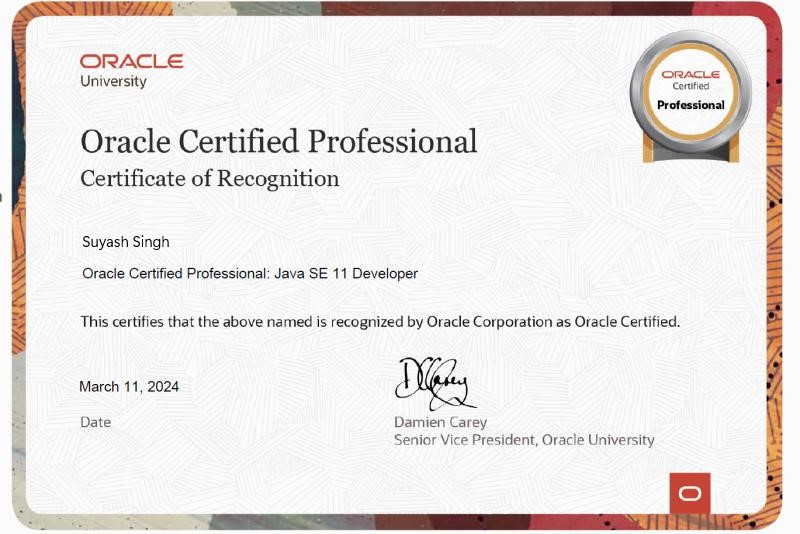 ORACLE
University
ORACLE
Certified
Professional
Oracle Certified Professional
Certificate of Recognition
Suyash Singh
Oracle Certified Professional: Java SE 11 Developer
This certifies that the above named is recognized by Oracle Corporation as Oracle Certified.
March 11, 2024
Date
DCarey
Damien Carey
Senior Vice President, Oracle University